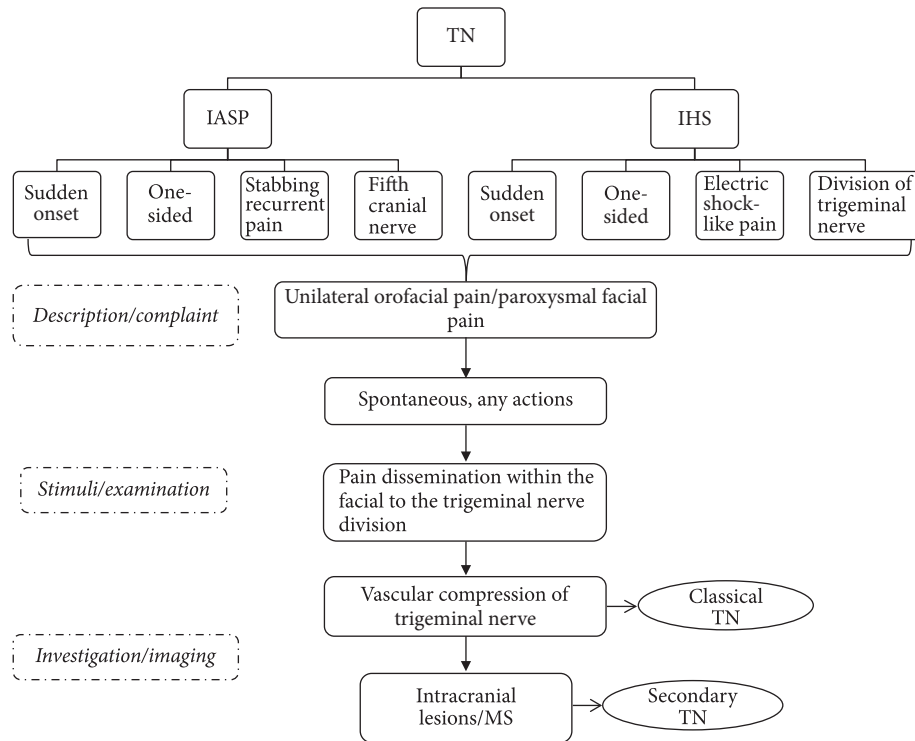 TN
IASP
IHS
Sudden
onset
One-
sided
Stabbing
recurrent
pain
Fifth
cranial
nerve
Sudden
onset
One-
sided
Electric
shock-
like pain
Division of
trigeminal
nerve
Description/complaint
Unilateral orofacial pain/paroxysmal facial
pain
Spontaneous, any actions
Stimuli/examination
Pain dissemination within the
facial to the trigeminal nerve
division
Vascular compression of
trigeminal nerve
Classical
TN
Investigation/imaging
Intracranial
lesions/MS
Secondary
TN